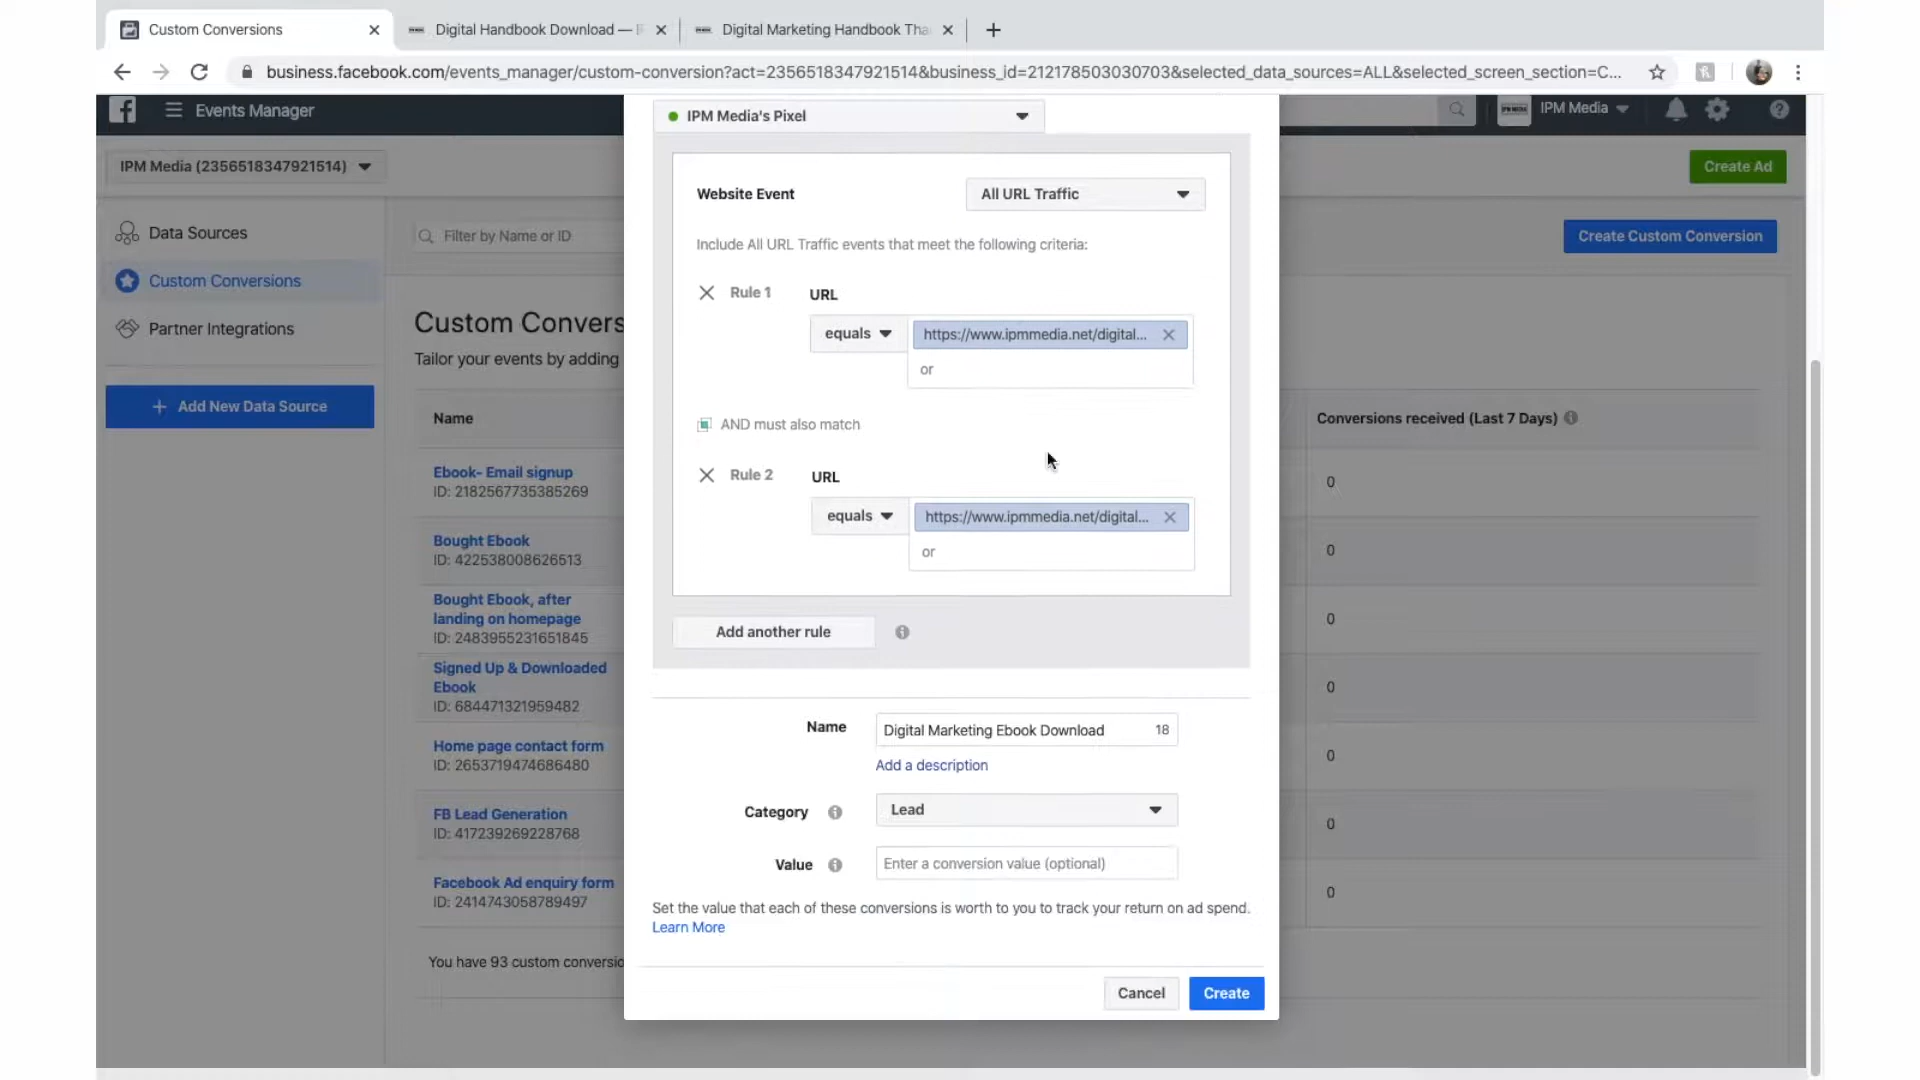 Custom Conversions
Digital Handbook Download —
Digital Marketing Handbook Tha
business.facebook.com/events_manager/custom-conversion?act=2356518347921514&business_id=212178503030703&selected_data_sources=ALL&selected_screen_section=C...
Events Manager
IPM Media
IPM Media's Pixel
IPM Media (2356518347921514)
Create Ad
Data Sources
Custom Conversions
Partner Integrations
+ Add New Data Source
Filter by Name or ID
Create Custom Conversion
Custom Convers
Tailor your events by adding
Name
Conversions received (Last 7 Days)
Ebook- Email signup
ID: 2182567735385269
0
Bought Ebook
ID: 422538008626513
0
Bought Ebook, after
landing on homepage
ID: 2483955231651845
0
Signed Up & Downloaded
Ebook
ID: 684471321959482
0
Home page contact form
ID: 2653719474686480
0
FB Lead Generation
ID: 417239269228768
0
Facebook Ad enquiry form
ID: 2414743058789497
0
You have 93 custom conversio
Website Event
All URL Traffic
Include All URL Traffic events that meet the following criteria:
Rule 1
URL
equals
https://www.ipmmedia.net/digital...
or
AND must also match
Rule 2
URL
equals
https://www.ipmmedia.net/digital...
or
Add another rule
Name
Digital Marketing Ebook Download
18
Add a description
Category
Lead
Value
Enter a conversion value (optional)
Set the value that each of these conversions is worth to you to track your return on ad spend.
Learn More
Cancel
Create